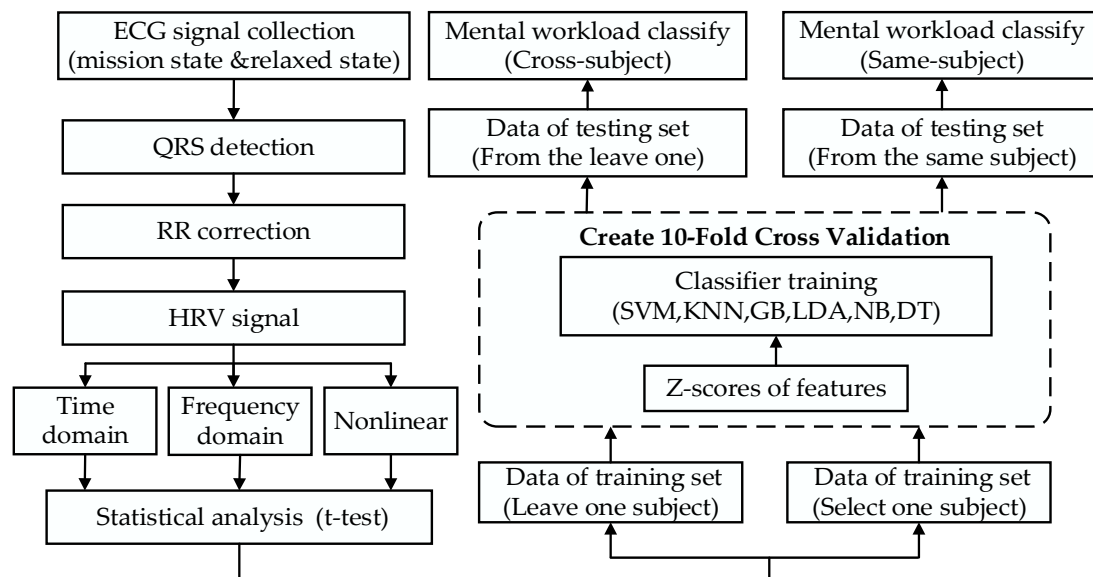 ECG signal collection
(mission state &relaxed state)
QRS detection
RR correction
HRV signal
Time
domain
Frequency
domain
Nonlinear
Statistical analysis (t-test)
Mental workload classify
(Cross-subject)
Mental workload classify
(Same-subject)
Data of testing set
(From the leave one)
Data of testing set
(From the same subject)
Create 10-Fold Cross Validation
Classifier training
(SVM,KNN,GB,LDA,NB,DT)
Z-scores of features
Data of training set
(Leave one subject)
Data of training set
(Select one subject)